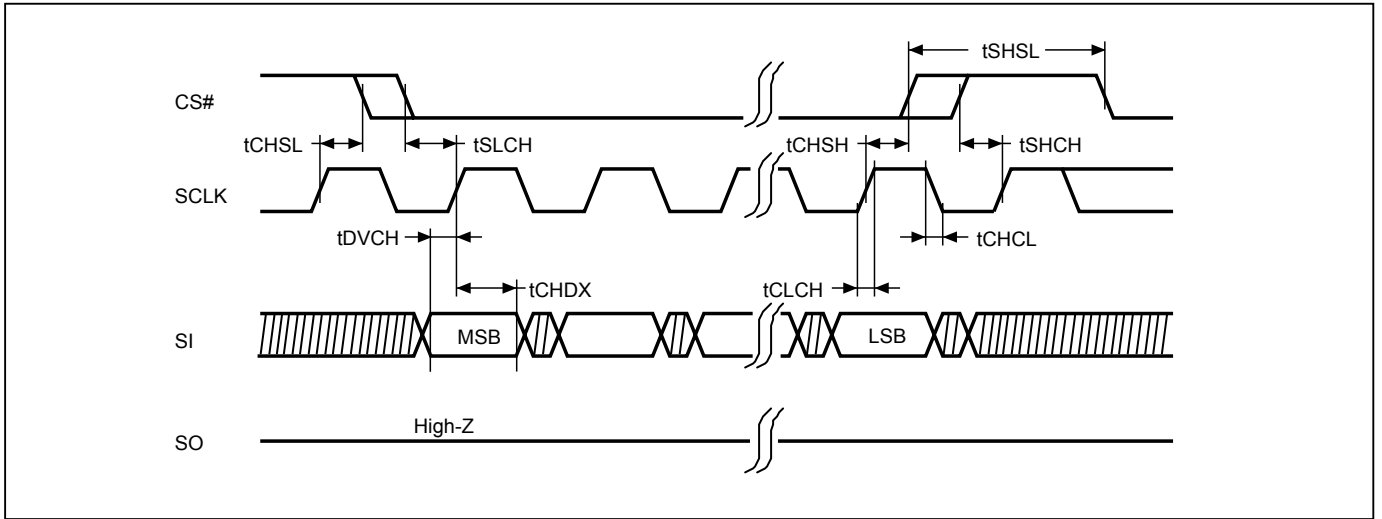 tSHSL
CS#
tCHSL
tSLCH
tCHSH
tSHCH
SCLK
tDVCH
tCHCL
tCHDX
tCLCH
SI
MSB
LSB
High-Z
SO